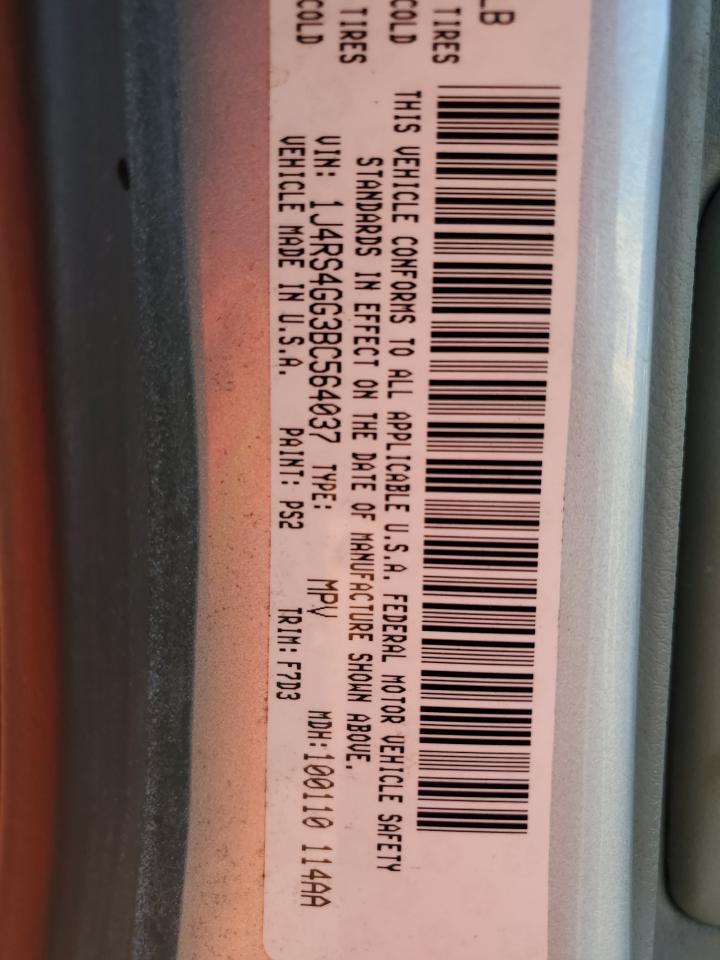 LB
TIRES COLD
TIRES COLD
THIS VEHICLE CONFORMS TO ALL APPLICABLE U.S.A. FEDERAL MOTOR VEHICLE SAFETY
STANDARDS IN EFFECT ON THE DATE OF MANUFACTURE SHOWN ABOVE.
VIN: 1J4RS4GG3BC564037 TYPE: MPV MDH:100110 114AA
VEHICLE MADE IN U.S.A. PAINT: PS2 TRIM: F7D3